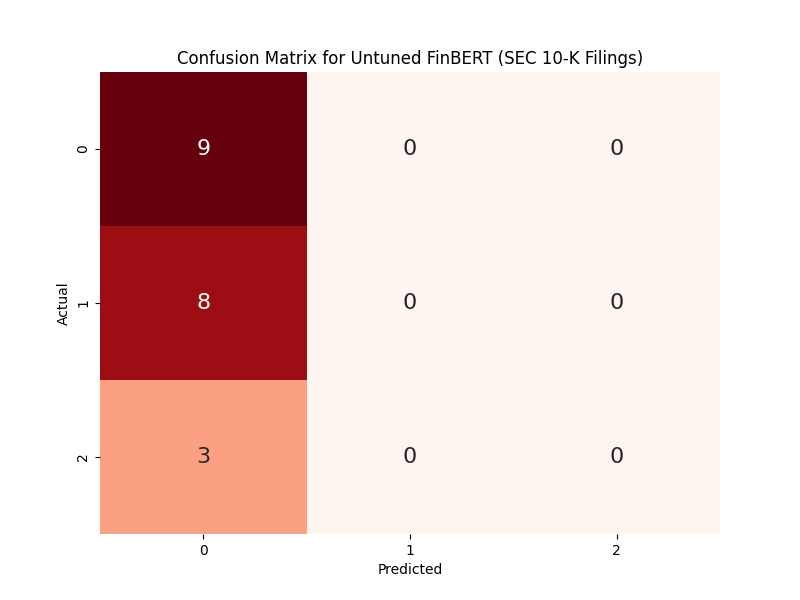 Confusion Matrix for Untuned FinBERT (SEC 10-K Filings)
Actual
0
9 0 0
1
8 0 0
2
3 0 0
0 1 2
Predicted